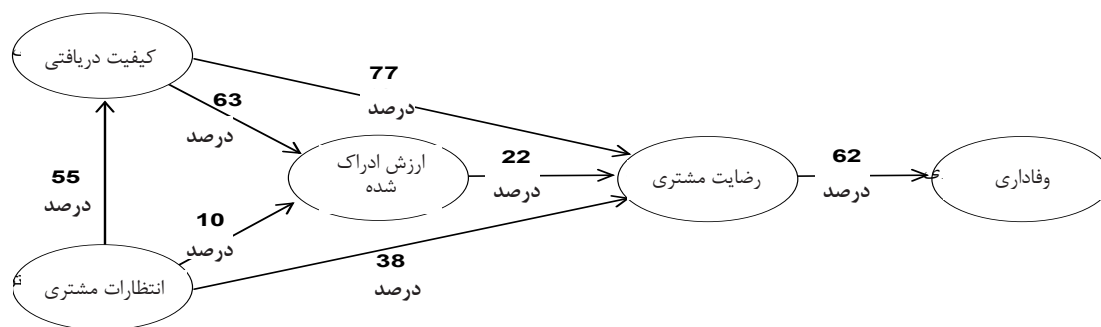 کیفیت دریافتی
77
درصد
63
درصد
ارزش ادراک
شده
22
درصد
رضایت مشتری
62
درصد
وفاداری
55
درصد
10
درصد
38
درصد
انتظارات مشتری